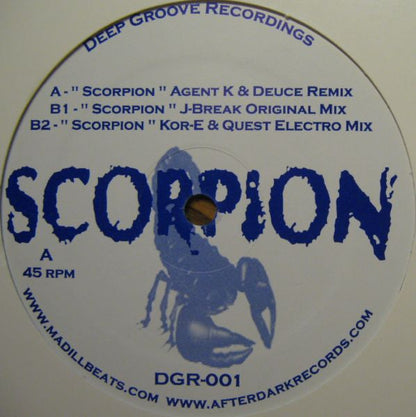 Deep Groove Recordings
A - " Scorpion " Agent K & Deuce Remix
B1 - " Scorpion " J-Break Original Mix
B2 - " Scorpion " Kor-E & Quest Electro Mix
SCORPION
A
45 RPM
DGR-001
www.madillbeats.com www.afterdarkrecords.com